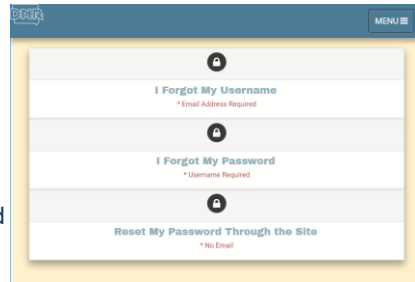 DNR
MENU
I Forgot My Username
* Email Address Required
I Forgot My Password
* Username Required
Reset My Password Through the Site
* No Email